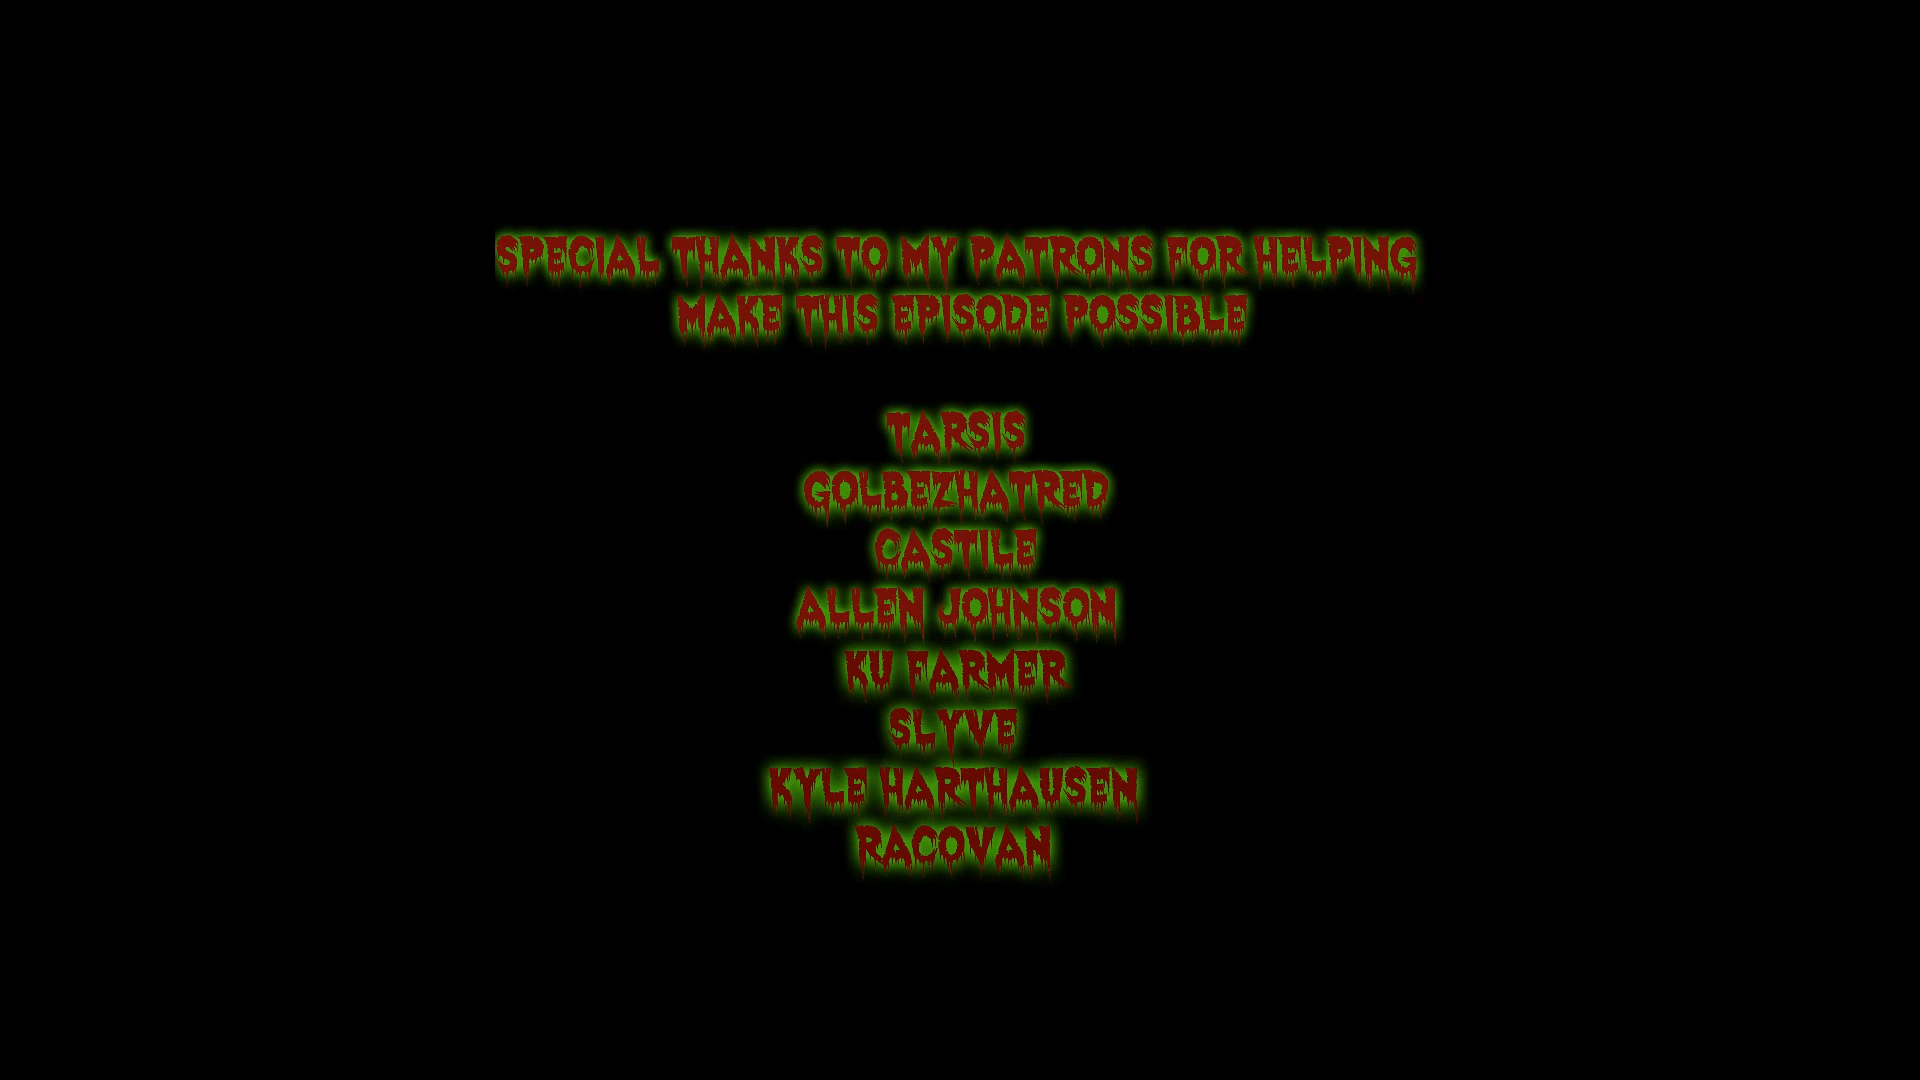 SPECIAL THANKS TO MY PATRONS FOR HELPING
MAKE THIS EPISODE POSSIBLE
TARSIS
GOLBEZHATRED
CASTILE
ALLEN JOHNSON
KU FARMER
SLYVE
KYLE HARTHAUSEN
RACOVAN